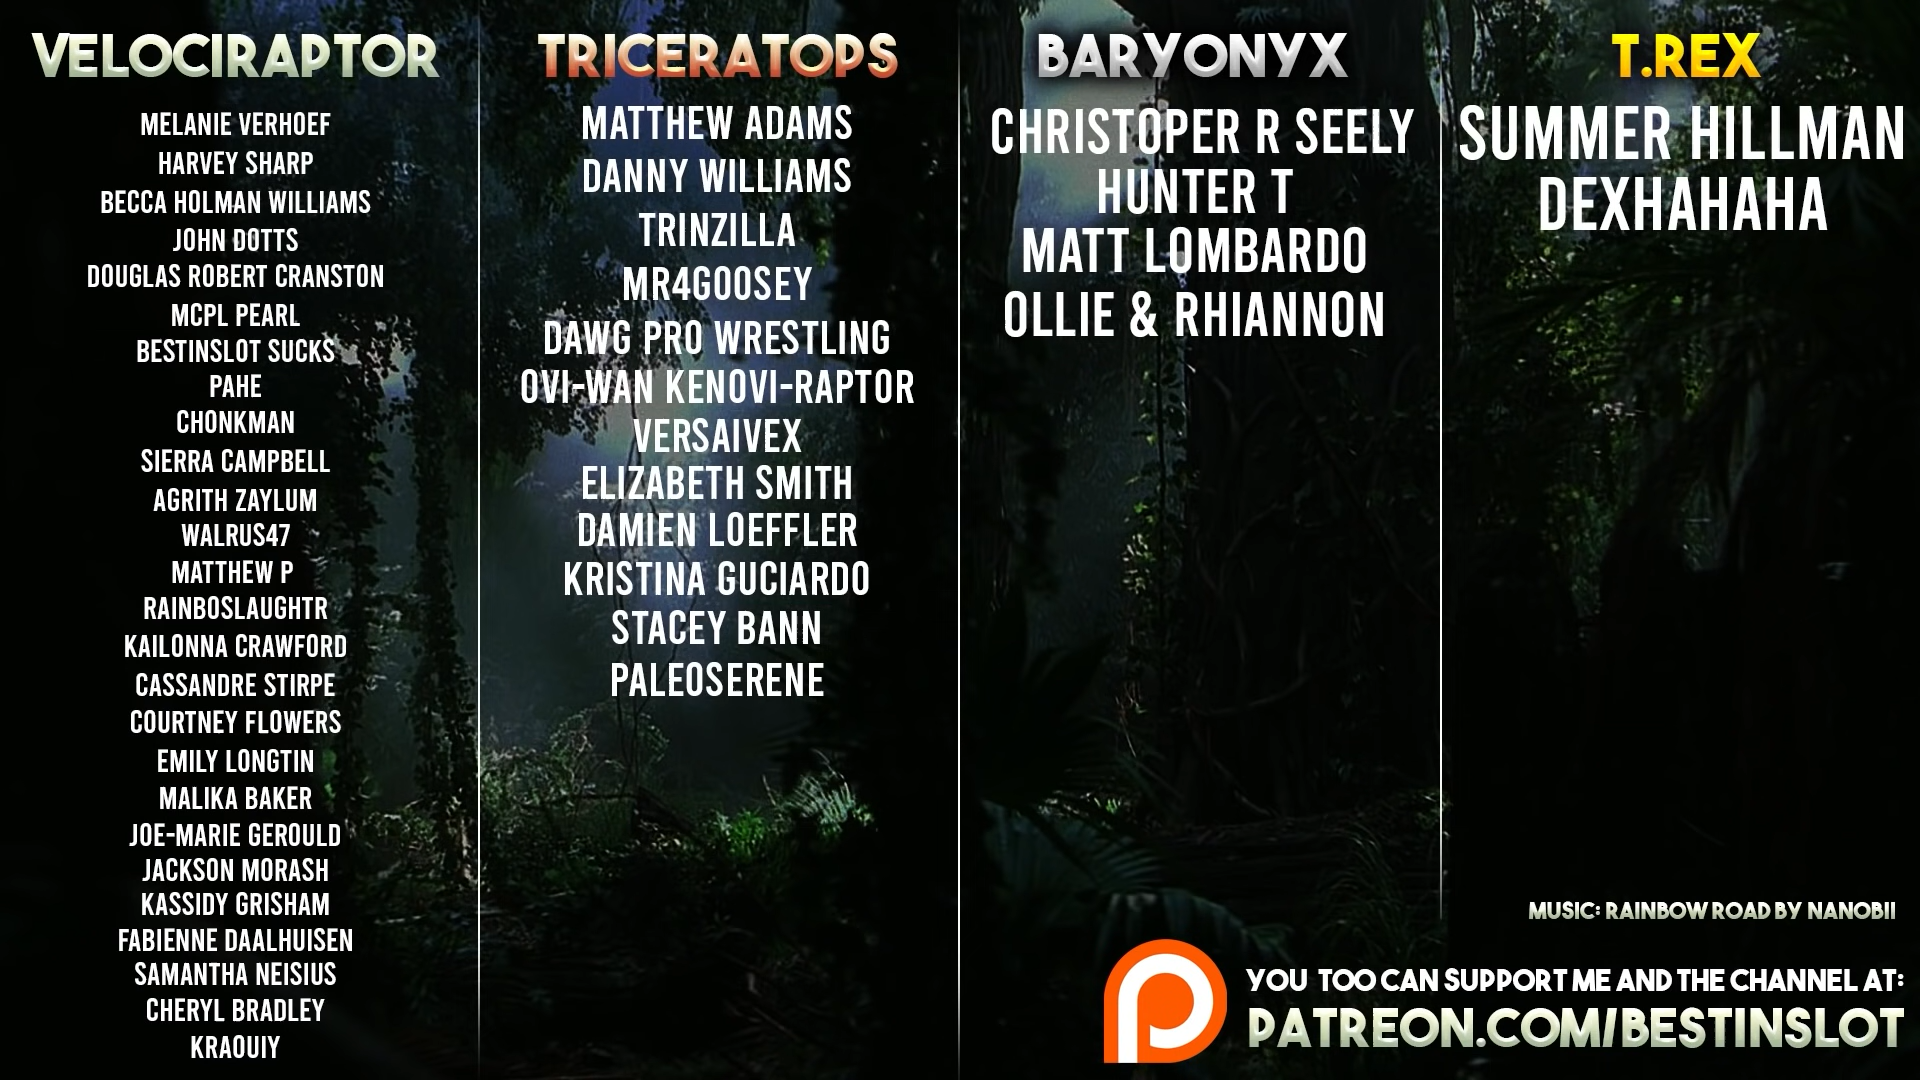 VELOCIRAPTOR
MELANIE VERHOEF
HARVEY SHARP
BECCA HOLMAN WILLIAMS
JOHN DOTTS
DOUGLAS ROBERT CRANSTON
MCPL PEARL
BESTINSLOT SUCKS
PAHE
CHONKMAN
SIERRA CAMPBELL
AGRITH ZAYLUM
WALRUS47
MATTHEW P
RAINBOSLAUGHTR
KAILONNA CRAWFORD
CASSANDRE STIRPE
COURTNEY FLOWERS
EMILY LONGTIN
MALIKA BAKER
JOE-MARIE GEROULD
JACKSON MORASH
KASSIDY GRISHAM
FABIENNE DAALHUISEN
SAMANTHA NEISIUS
CHERYL BRADLEY
KRAOUIY
TRICERATOPS
MATTHEW ADAMS
DANNY WILLIAMS
TRINZILLA
MR4GOOSEY
DAWG PRO WRESTLING
OVI-WAN KENOVI-RAPTOR
VERSAIVEX
ELIZABETH SMITH
DAMIEN LOEFFLER
KRISTINA GUCIARDO
STACEY BANN
PALEOSERENE
BARYONYX
CHRISTOPER R SEELY
HUNTER T
MATT LOMBARDO
OLLIE & RHIANNON
T.REX
SUMMER HILLMAN
DEXHAHAHA
MUSIC: RAINBOW ROAD BY NANOBII
YOU TOO CAN SUPPORT ME AND THE CHANNEL AT:
PATREON.COM/BESTINSLOT